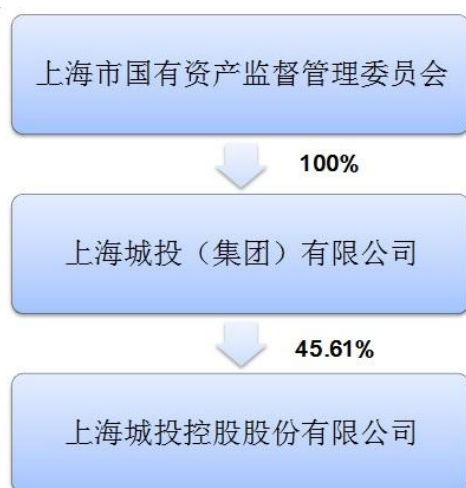 上海市国有资产监督管理委员会
100%
上海城投（集团）有限公司
45.61%
上海城投控股股份有限公司